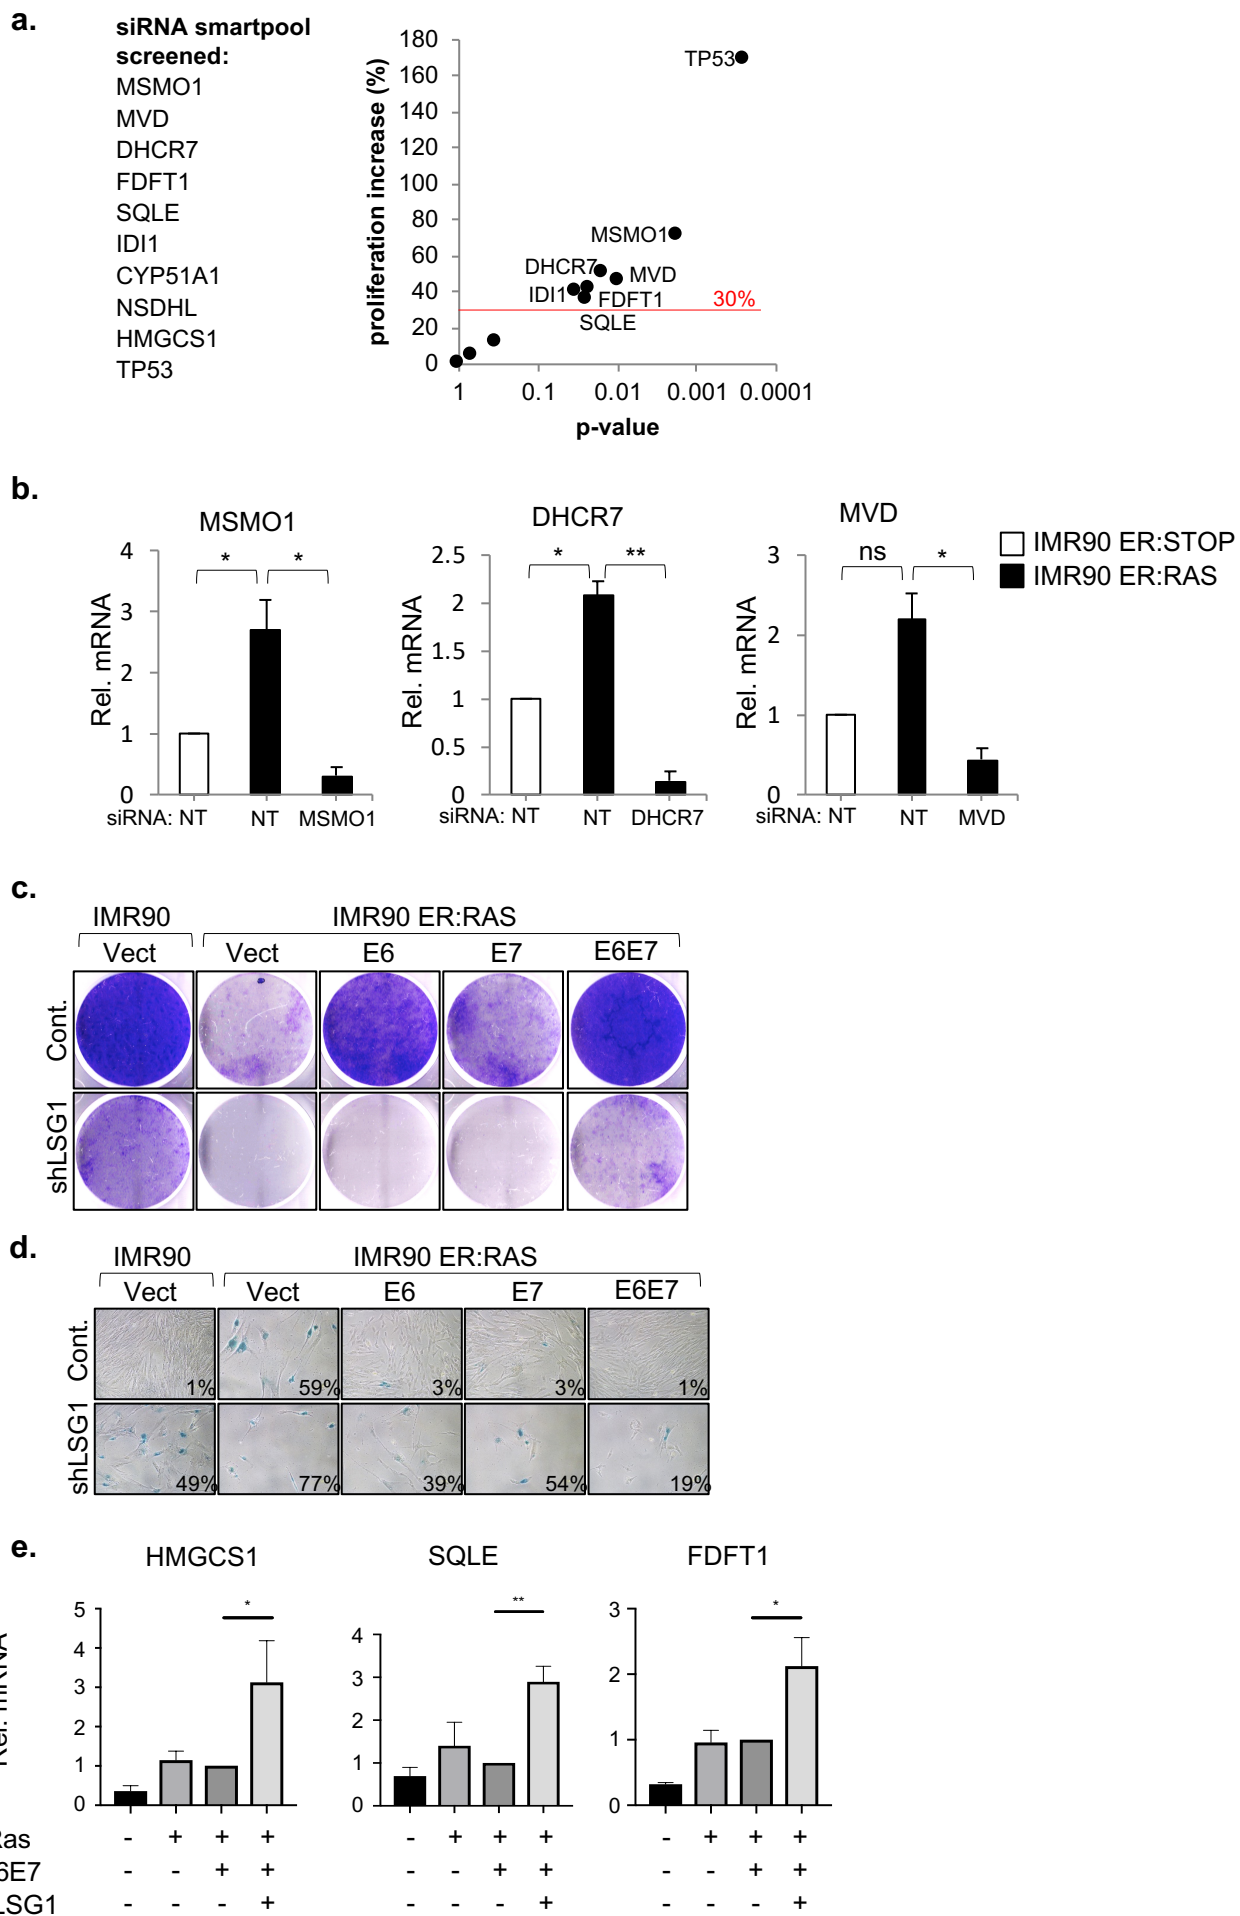 a.
siRNA smartpool
screened:
MSMO1
MVD
DHCR7
FDFT1
SQLE
IDI1
CYP51A1
NSDHL
HMGCS1
TP53
proliferation increase (%)
180
160
140
120
100
80
60
40
20
0
TP53
MSMO1
DHCR7
MVD
IDI1
FDFT1
30%
SQLE
1 0.1 0.01 0.001 0.0001
p-value
b.
MSMO1
Rel. mRNA
4
3
2
1
0
* *
siRNA: NT NT MSMO1
DHCR7
Rel. mRNA
2.5
2
1.5
1
0.5
0
* **
siRNA: NT NT DHCR7
MVD
Rel. mRNA
3
2
1
0
ns *
siRNA: NT NT MVD
IMR90 ER:STOP
IMR90 ER:RAS
c.
IMR90 IMR90 ER:RAS
Vect Vect E6 E7 E6E7
Cont.
shLSG1
d.
IMR90 IMR90 ER:RAS
Vect Vect E6 E7 E6E7
Cont.
1% 59% 3% 3% 1%
shLSG1
49% 77% 39% 54% 19%
e.
HMGCS1
5
4
3
2
1
0
*
SQLE
4
3
2
1
0
**
FDFT1
3
2
1
0
*
Rel. mRNA
Ras - + + + - + + + - + + +
6E7 - - + + - - + + - - + +
LSG1 - - - + - - - + - - - +